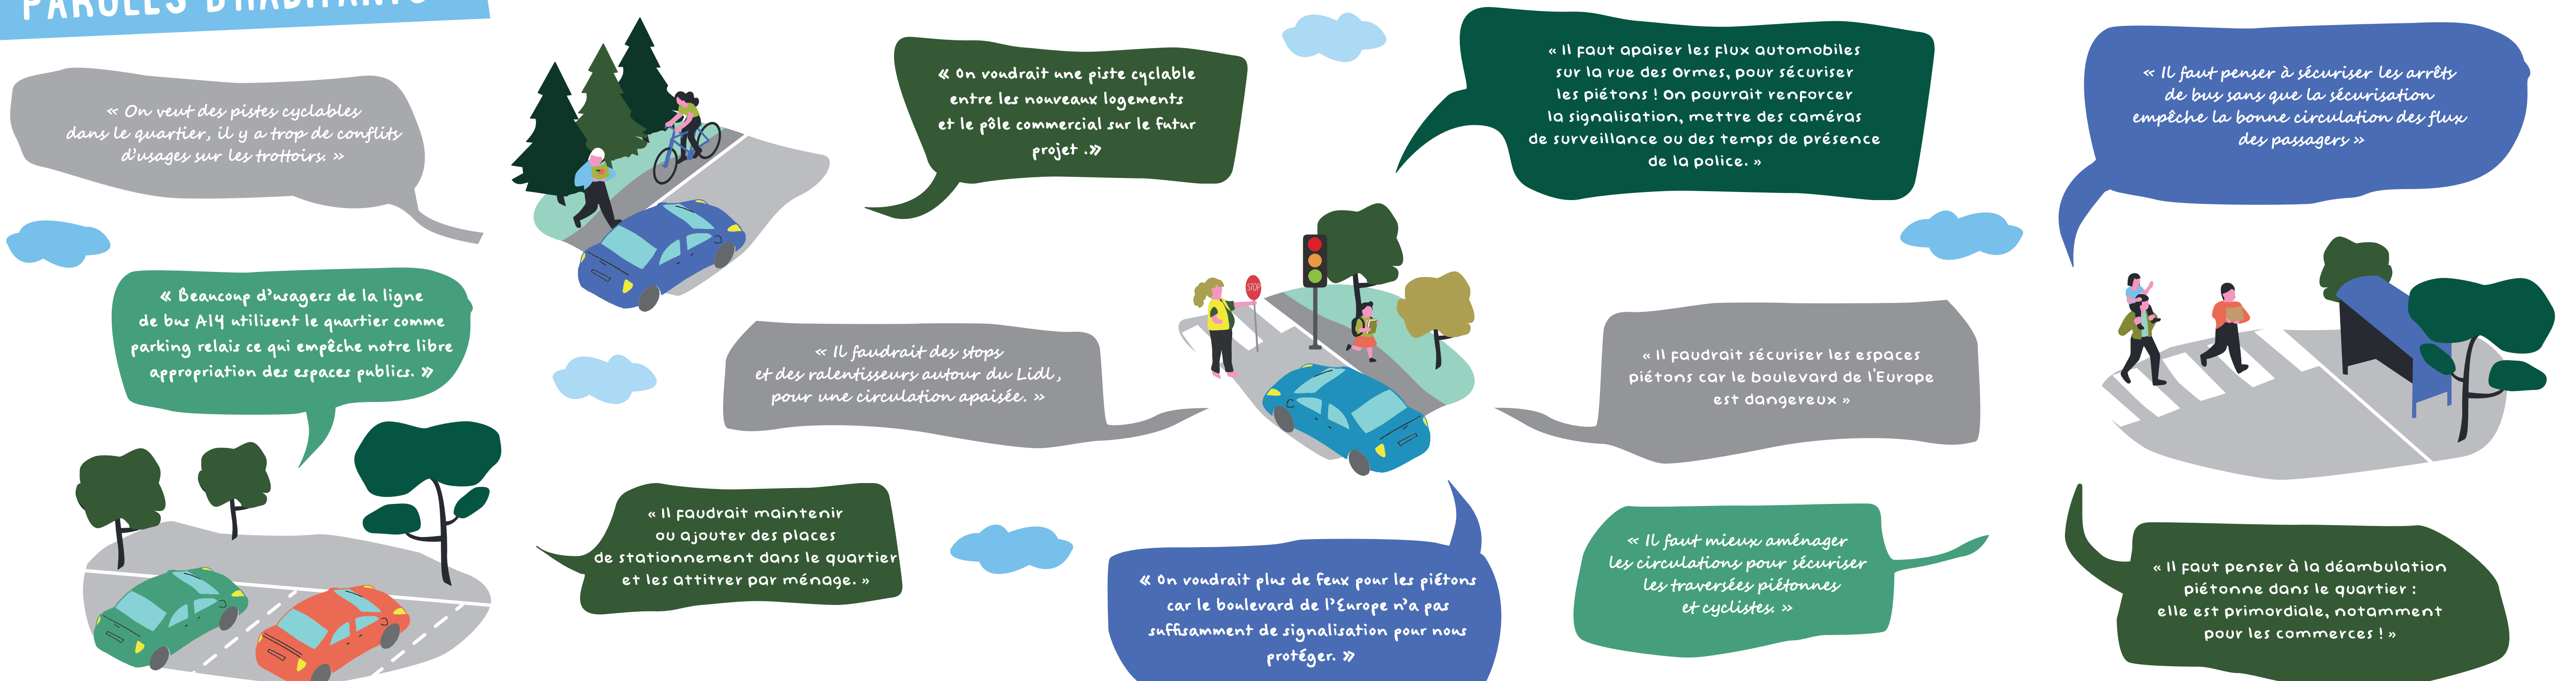 PAROLES D'HABITANTS
« On veut des pistes cyclables
dans le quartier, il y a trop de conflits
d'usages sur les trottoirs. »
« Beaucoup d'usagers de la ligne
de bus A14 utilisent le quartier comme
parking relais ce qui empêche notre libre
appropriation des espaces publics. »
« On voudrait une piste cyclable
entre les nouveaux logements
et le pôle commercial sur le futur
projet .»
« Il faudrait des stops
et des ralentisseurs autour du Lidl,
pour une circulation apaisée. »
« Il faudrait maintenir
ou ajouter des places
de stationnement dans le quartier
et les attitrer par ménage. »
« Il faut apaiser les flux automobiles
sur la rue des Ormes, pour sécuriser
les piétons ! On pourrait renforcer
la signalisation, mettre des caméras
de surveillance ou des temps de présence
de la police. »
STOP
« Il faudrait sécuriser les espaces
piétons car le boulevard de l'Europe
est dangereux »
« On voudrait plus de feux pour les piétons
car le boulevard de l'Europe n'a pas
suffisamment de signalisation pour nous
protéger. »
« Il faut mieux aménager
les circulations pour sécuriser
les traversées piétonnes
et cyclistes. »
« Il faut penser à sécuriser les arrêts
de bus sans que la sécurisation
empêche la bonne circulation des flux
des passagers »
« Il faut penser à la déambulation
piétonne dans le quartier :
elle est primordiale, notamment
pour les commerces ! »